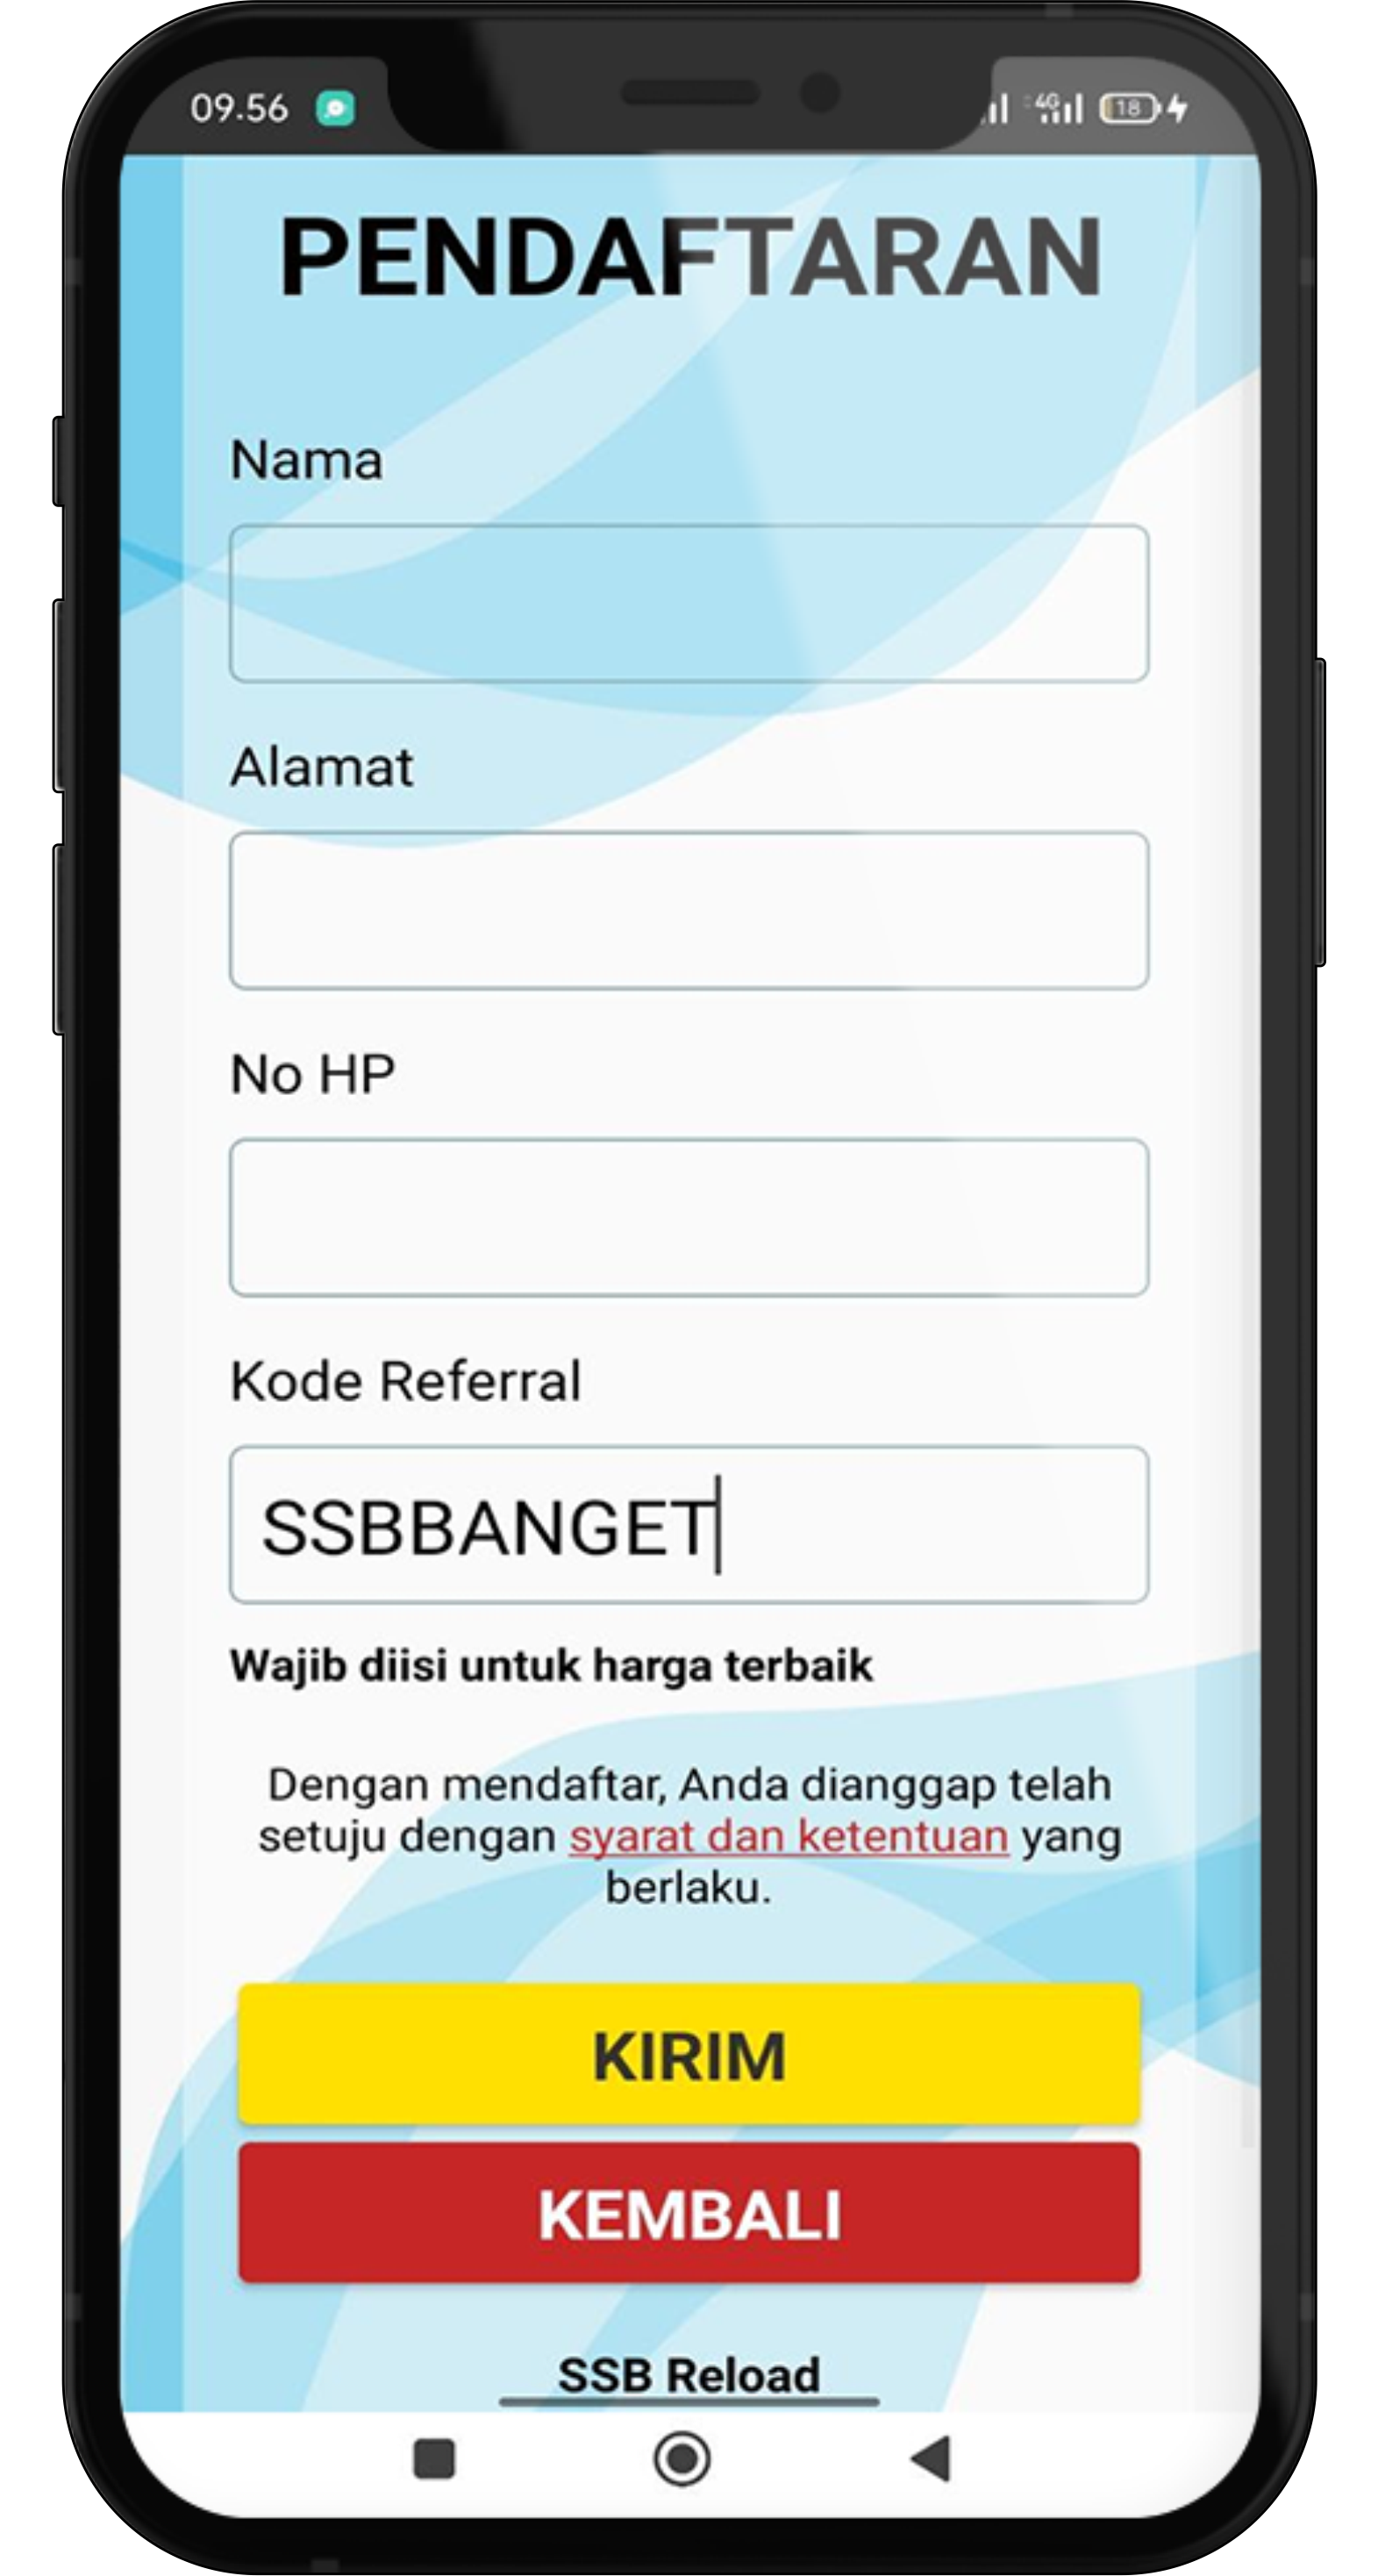 09.56
4G
18
PENDAFTARAN
Nama
Alamat
No HP
Kode Referral
SSBBANGET
Wajib diisi untuk harga terbaik
Dengan mendaftar, Anda dianggap telah
setuju dengan syarat dan ketentuan yang
berlaku.
KIRIM
KEMBALI
SSB Reload